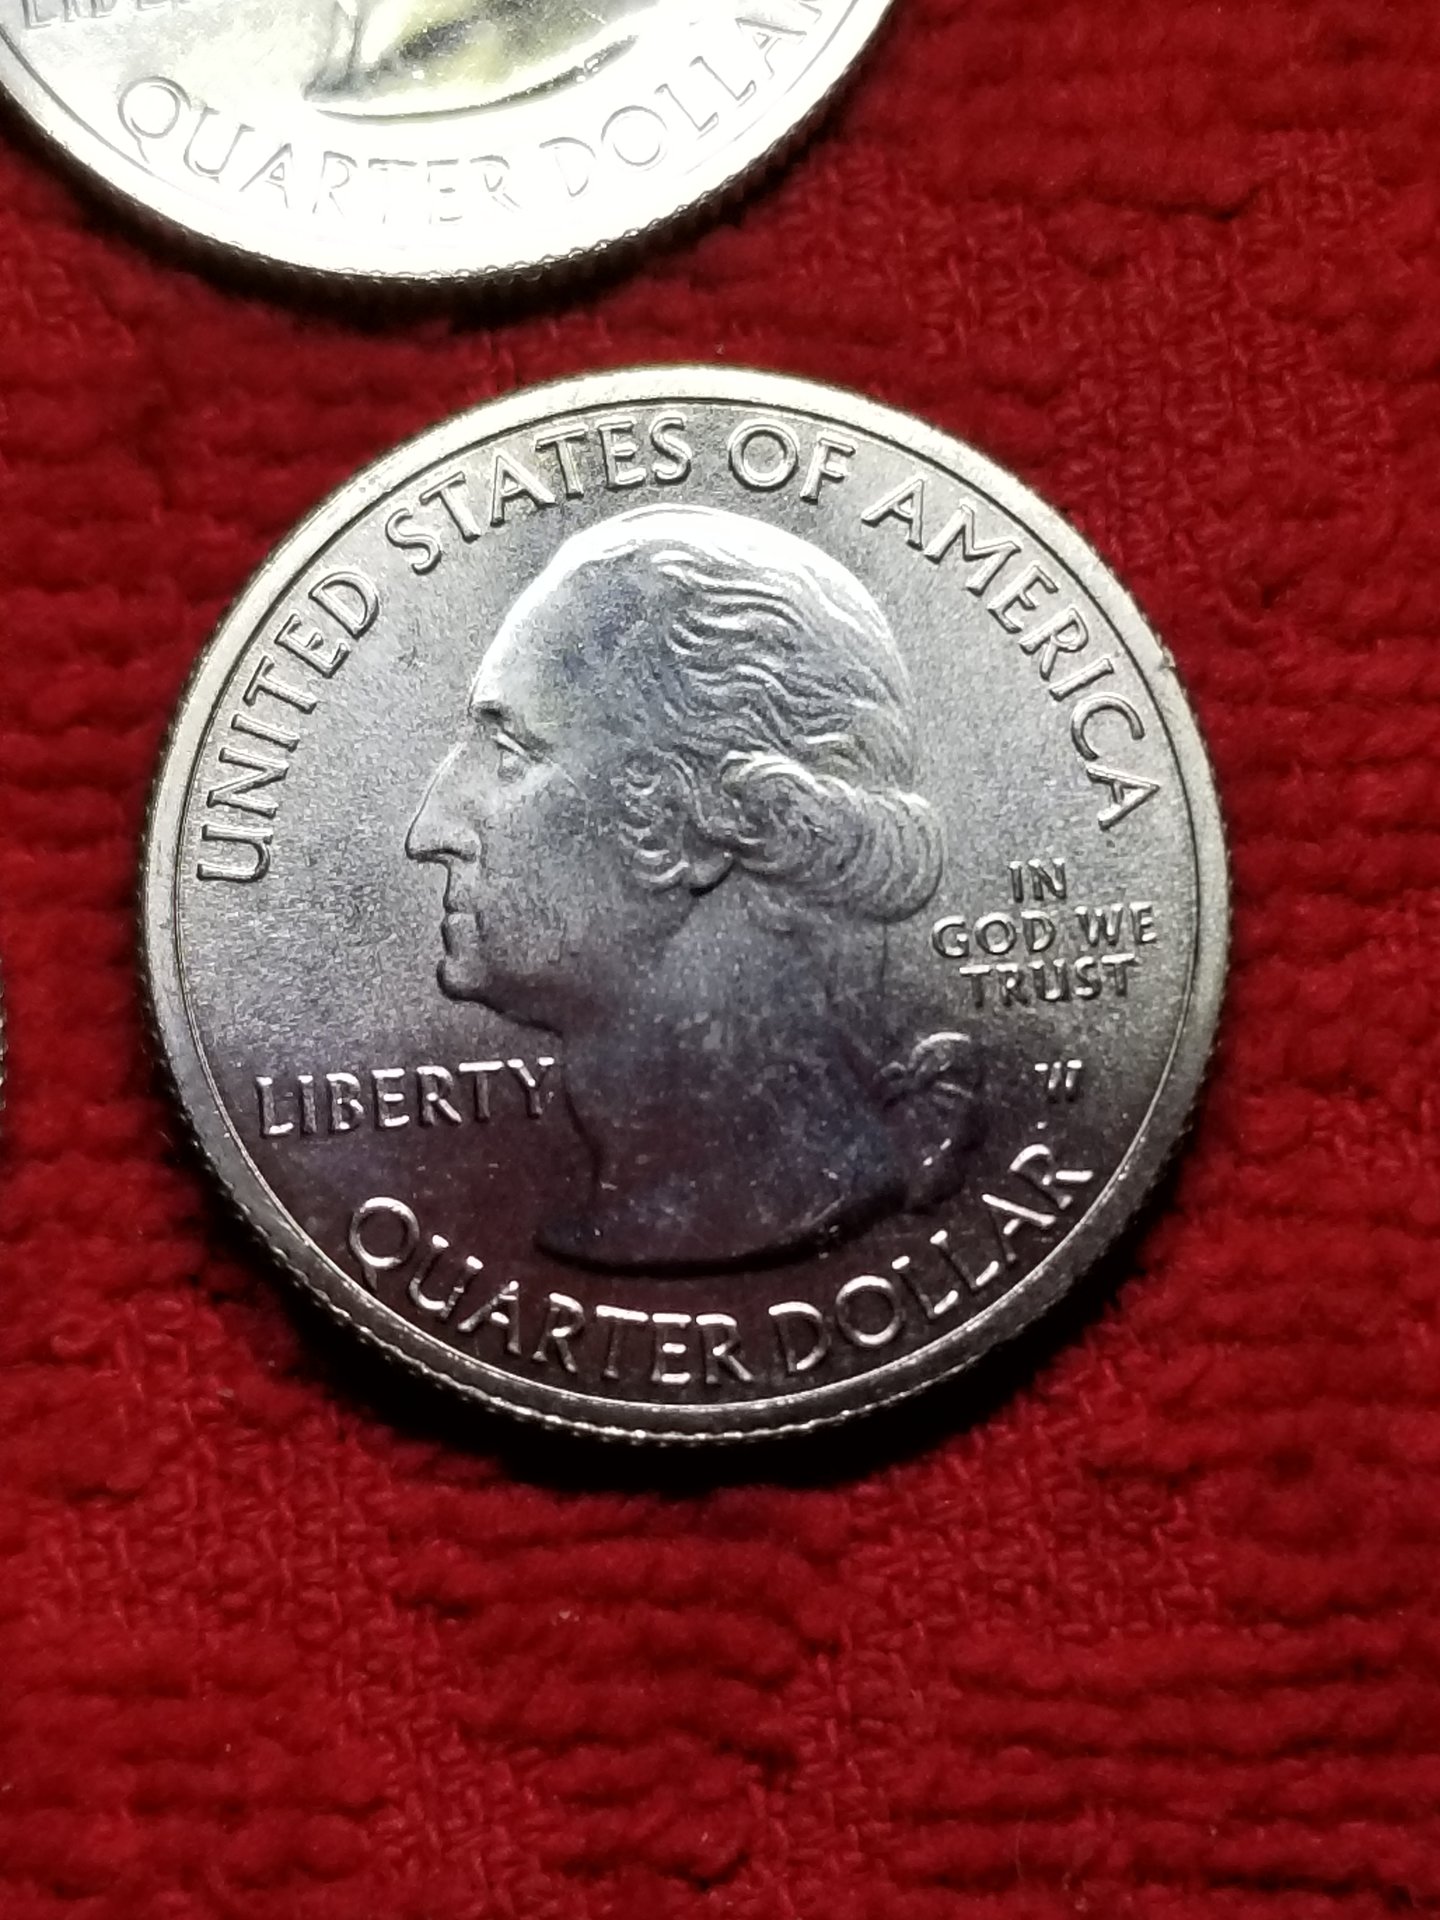 QUARTER DOLLAR
UNITED STATES OF AMERICA
IN
GOD WE
TRUST
LIBERTY
W
QUARTER DOLLAR